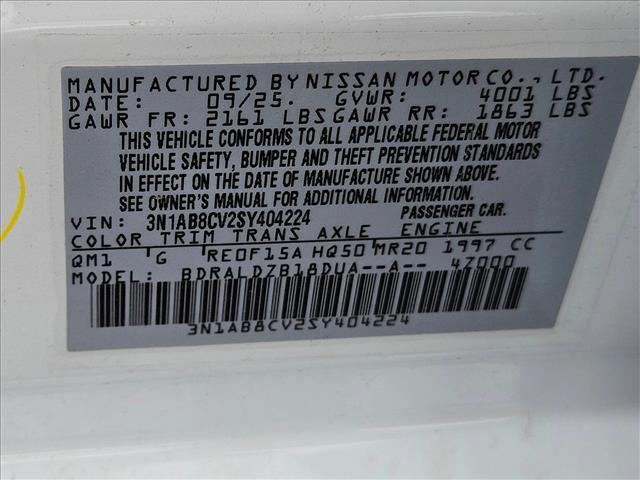 MANUFACTURED BY NISSAN MOTOR CO., LTD.
DATE: 09/25. GVWR: 4001 LBS
GAWR FR: 2161 LBS GAWR RR: 1863 LBS
THIS VEHICLE CONFORMS TO ALL APPLICABLE FEDERAL MOTOR
VEHICLE SAFETY, BUMPER AND THEFT PREVENTION STANDARDS
IN EFFECT ON THE DATE OF MANUFACTURE SHOWN ABOVE.
SEE OWNER'S MANUAL FOR ADDITIONAL INFORMATION.
VIN: 3N1AB8CV2SY404224 PASSENGER CAR.
COLOR TRIM TRANS AXLE ENGINE
QM1 G RE0F15A HQ50 MR20 1997 CC
MODEL: BDRALDZB18DUA--A-- 47000
3N1AB8CV2SY404224